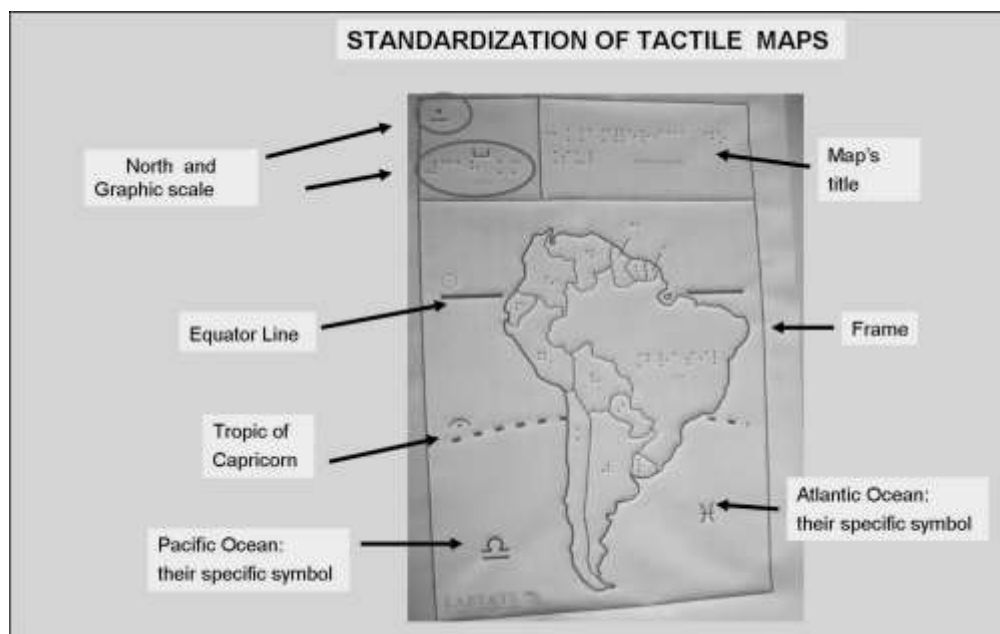 STANDARDIZATION OF TACTILE MAPS
North and
Graphic scale
Map's
title
Equator Line
Frame
Tropic of
Capricorn
Atlantic Ocean:
their specific symbol
Pacific Ocean:
their specific symbol